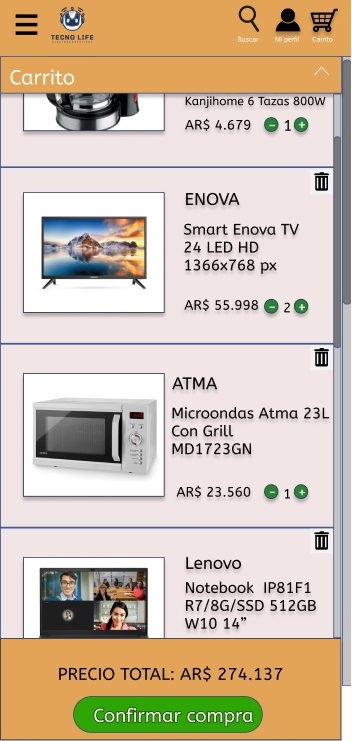 TECNO LIFE
Buscar
Mi perfil
Carrito
Carrito
Kanjihome 6 Tazas 800W
AR$ 4.679
1
ENOVA
Smart Enova TV
24 LED HD
1366x768 px
AR$ 55.998
2
ATMA
Microondas Atma 23L
Con Grill
MD1723GN
AR$ 23.560
1
Lenovo
Notebook IP81F1
R7/8G/SSD 512GB
W10 14”
PRECIO TOTAL: AR$ 274.137
Confirmar compra